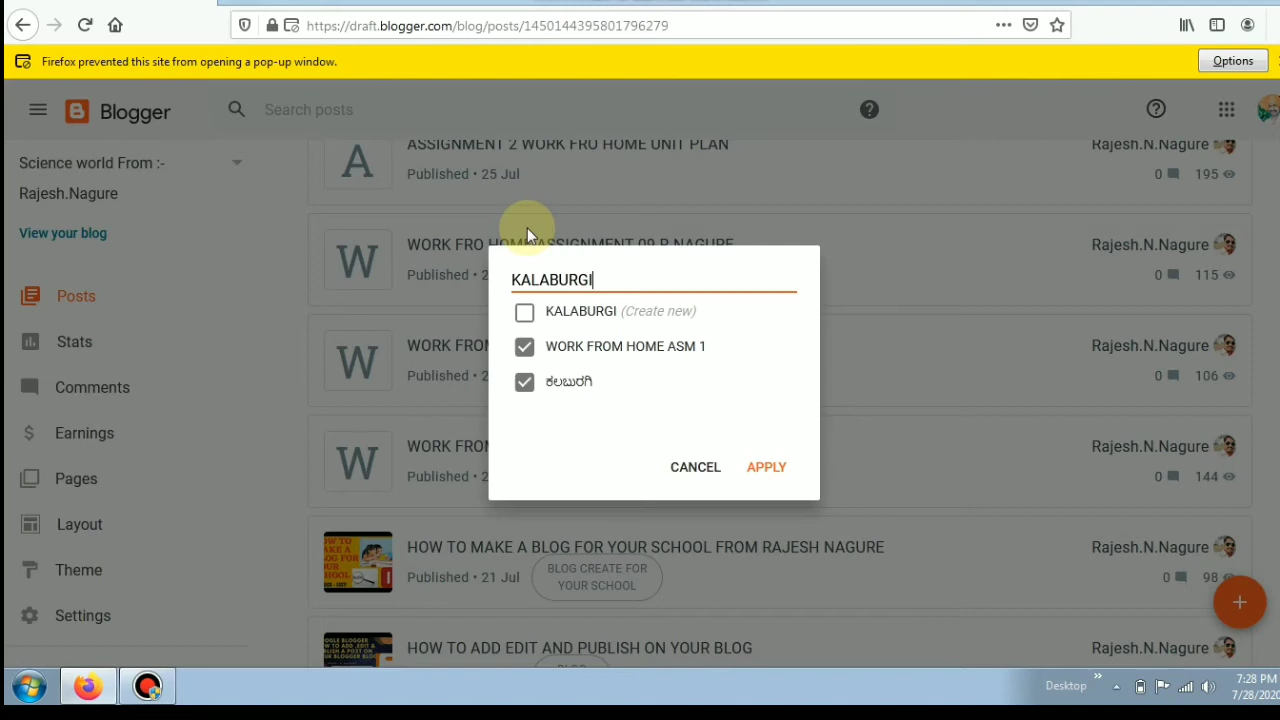 https://draft.blogger.com/blog/posts/1450144395801796279
Firefox prevented this site from opening a pop-up window.
Options
Blogger
Search posts
Science world From :-
Rajesh.N.Nagure
View your blog
Posts
Stats
Comments
Earnings
Pages
Layout
Theme
Settings
ASSIGNMENT 2 WORK FRO HOME UNIT PLAN
Rajesh.N.Nagure
A
Published • 25 Jul
0
195
WORK FRO HOME ASSIGNMENT 09 R NAGURE
Rajesh.N.Nagure
W
Published • 2
0
115
KALABURGI
KALABURGI (Create new)
WORK FROM HOME ASM 1
ಕಲಬುರಗಿ
CANCEL
APPLY
WORK FROM
Rajesh.N.Nagure
W
Published • 2
0
106
WORK FROM
Rajesh.N.Nagure
W
Published • 2
0
144
HOW TO MAKE A BLOG FOR YOUR SCHOOL FROM RAJESH NAGURE
Rajesh.N.Nagure
Published • 21 Jul
BLOG CREATE FOR
YOUR SCHOOL
0
98
HOW TO ADD EDIT AND PUBLISH ON YOUR BLOG
Rajesh.N.Nagure
Desktop
7:28 PM
7/28/2020